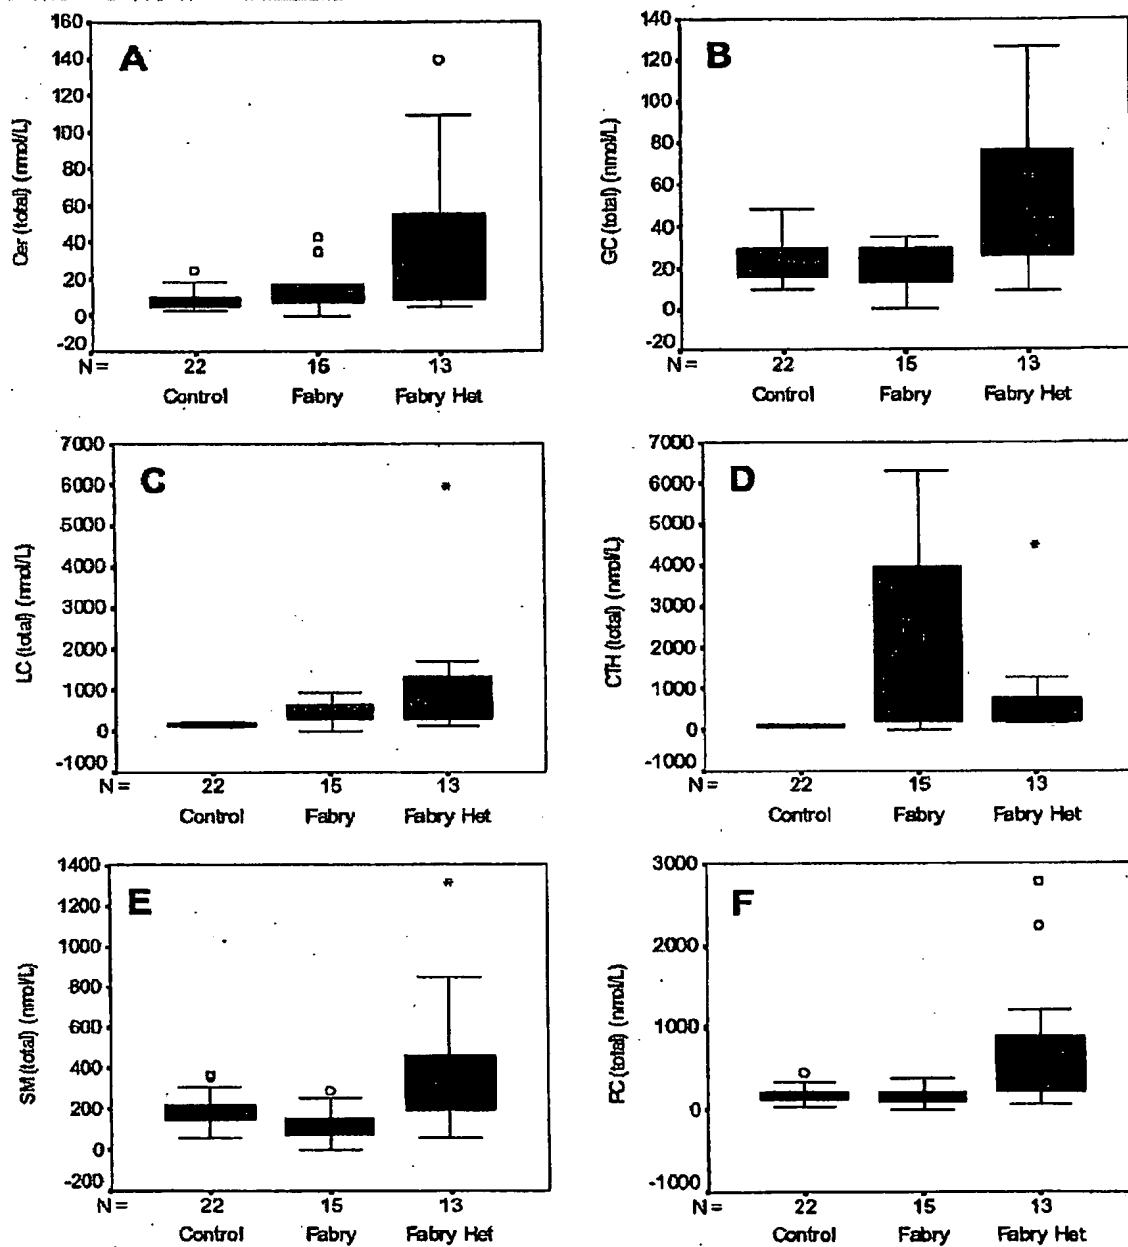 A
Cer (total) (nmol/L)
160
140
120
100
80
60
40
20
0
-20
N = 22 15 13
Control Fabry Fabry Het
B
GC (total) (nmol/L)
140
120
100
80
60
40
20
0
-20
N = 22 15 13
Control Fabry Fabry Het
C
LC (total) (nmol/L)
7000
6000
5000
4000
3000
2000
1000
0
-1000
N = 22 15 13
Control Fabry Fabry Het
D
CTH (total) (nmol/L)
7000
6000
5000
4000
3000
2000
1000
0
-1000
N = 22 15 13
Control Fabry Fabry Het
E
SM (total) (nmol/L)
1400
1200
1000
800
600
400
200
0
-200
N = 22 15 13
Control Fabry Fabry Het
F
PC (total) (nmol/L)
3000
2000
1000
0
-1000
N = 22 15 13
Control Fabry Fabry Het